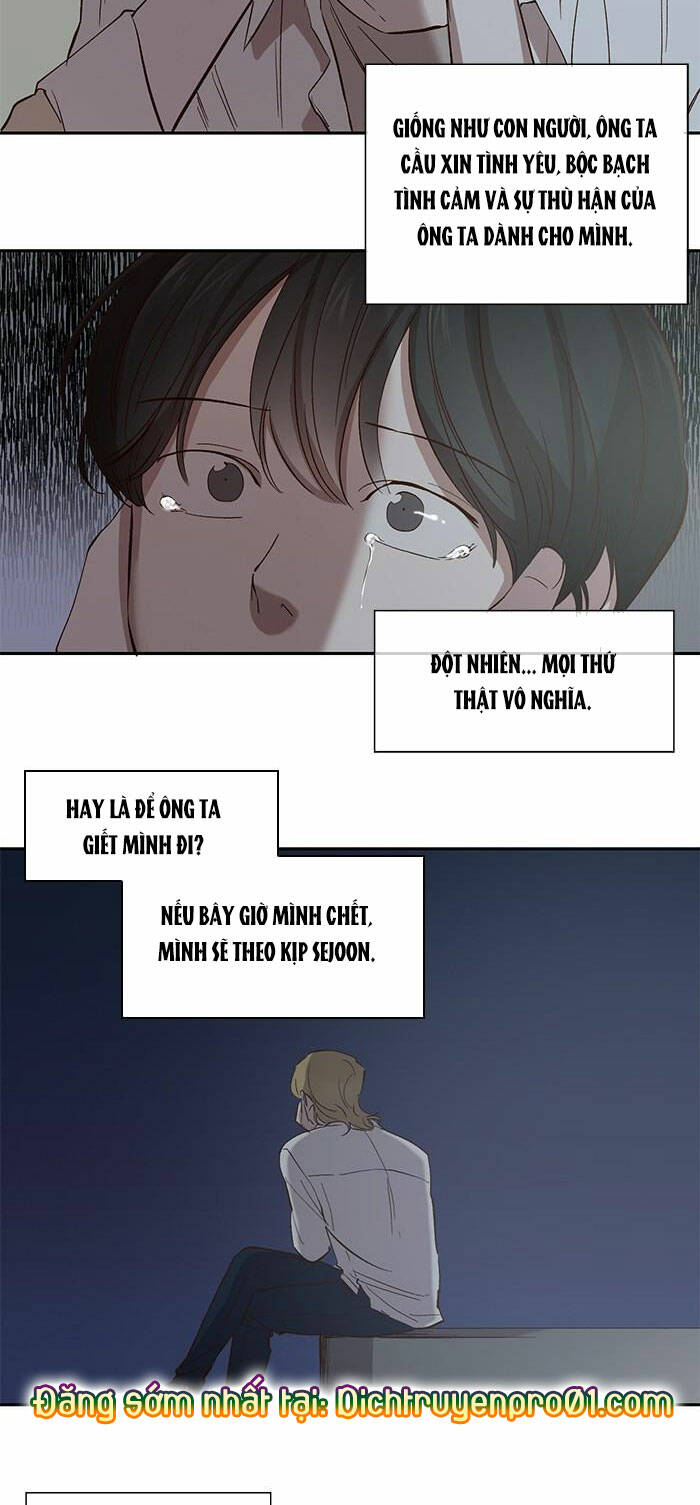 GIỐNG NHƯ CON NGƯỜI, ÔNG TA
CẦU XIN TÌNH YÊU, BỘC BẠCH
TÌNH CẢM VÀ SỰ THÙ HẬN CỦA
ÔNG TA DÀNH CHO MÌNH.
ĐỘT NHIÊN... MỌI THỨ
THẬT VÔ NGHĨA.
HAY LÀ ĐỂ ÔNG TA
GIẾT MÌNH ĐI?
NẾU BÂY GIỜ MÌNH CHẾT,
MÌNH SẼ THEO KỊP SEJOON.
Đăng sớm nhất tại: Dichtruyenpro01.com